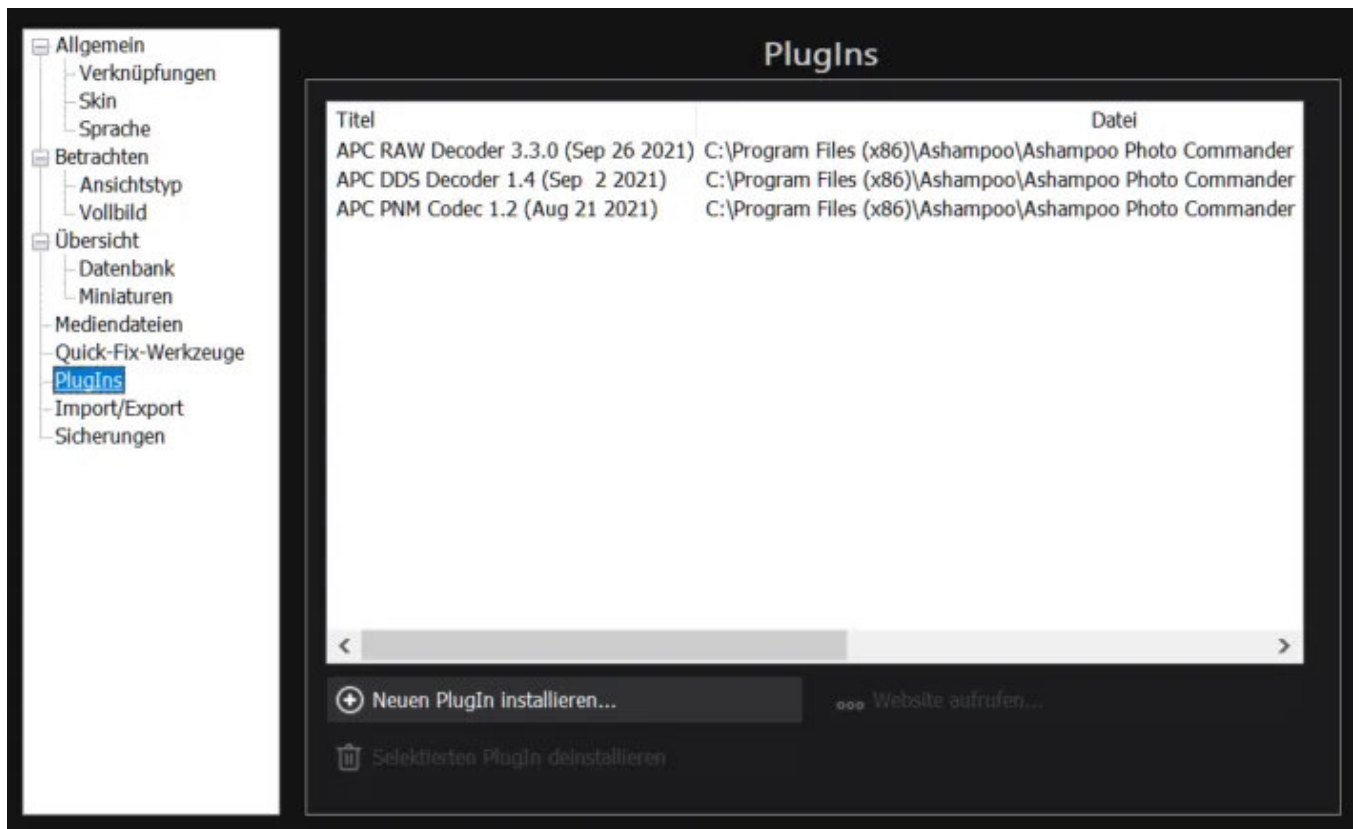 Allgemein
Verknüpfungen
Skin
Sprache
Betrachten
Ansichtstyp
Vollbild
Übersicht
Datenbank
Miniaturen
Mediendateien
Quick-Fix-Werkzeuge
PlugIns
Import/Export
Sicherungen
PlugIns
Titel Datei
APC RAW Decoder 3.3.0 (Sep 26 2021) C:\Program Files (x86)\Ashampoo\Ashampoo Photo Commander
APC DDS Decoder 1.4 (Sep  2 2021) C:\Program Files (x86)\Ashampoo\Ashampoo Photo Commander
APC PNM Codec 1.2 (Aug 21 2021) C:\Program Files (x86)\Ashampoo\Ashampoo Photo Commander
Neuen PlugIn installieren... Website aufrufen...
Selektierten PlugIn deinstallieren